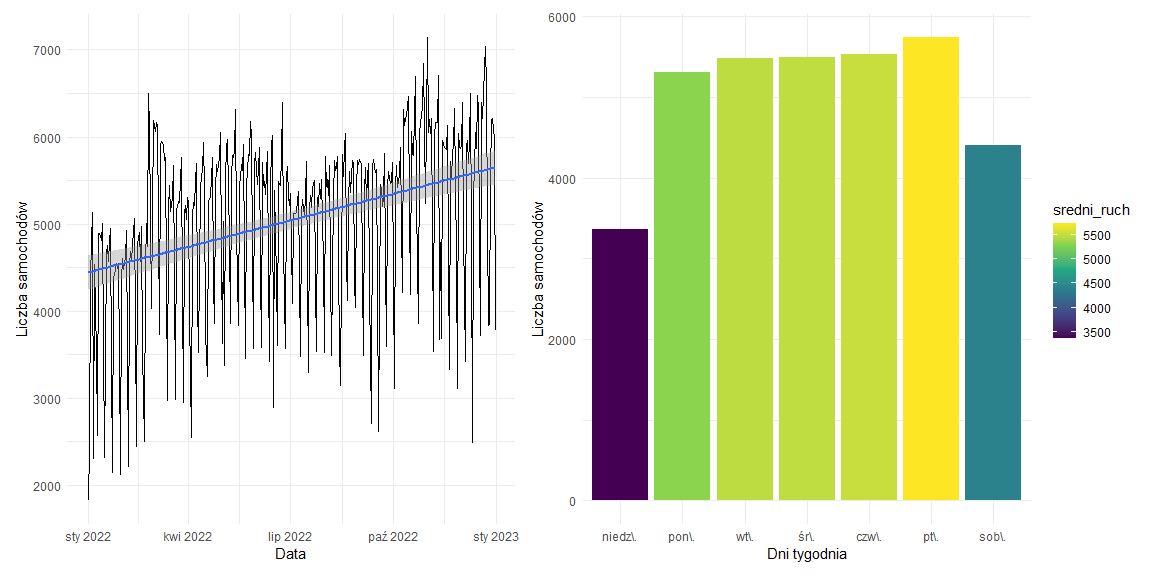 7000
6000
5000
4000
3000
2000
Liczba samochodów
sty 2022
kwi 2022
lip 2022
paź 2022
sty 2023
Data
6000
4000
2000
0
Liczba samochodów
niedz\.
pon\.
wt\.
śr\.
czw\.
pt\.
sob\.
Dni tygodnia
sredni_ruch
5500
5000
4500
4000
3500